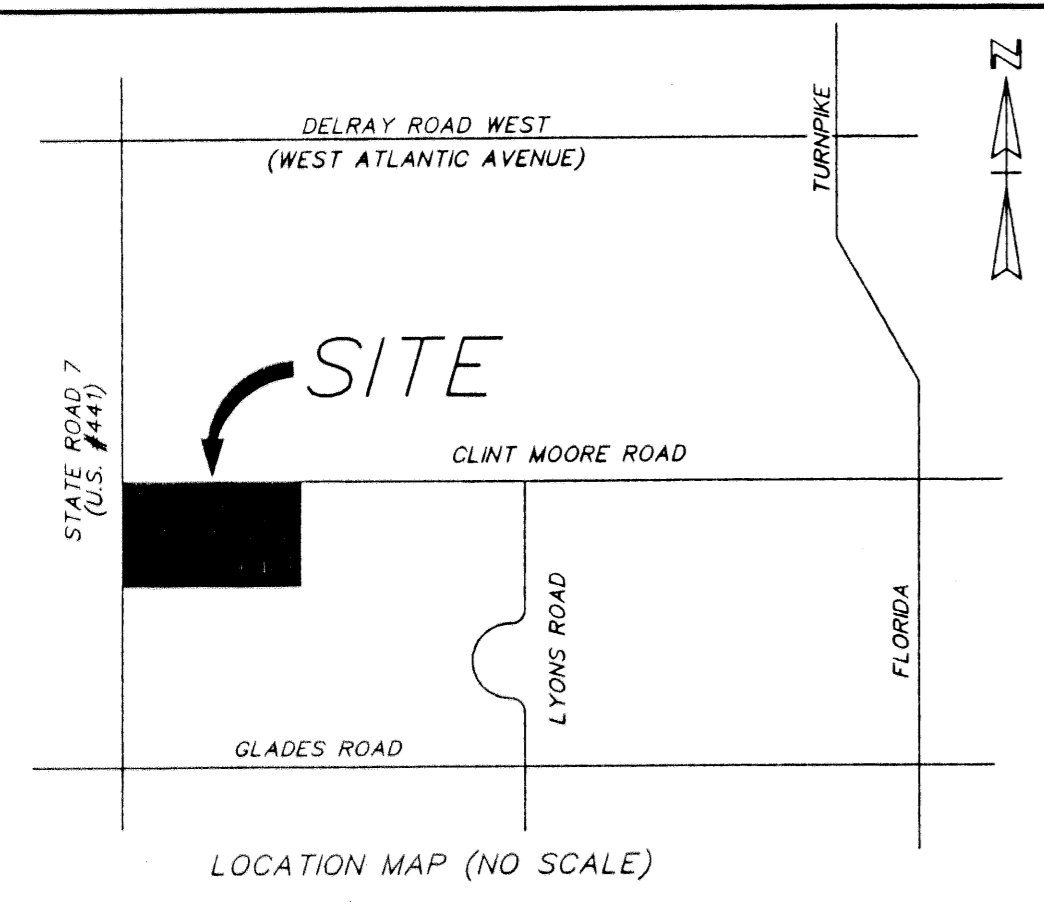 N
DELRAY ROAD WEST
(WEST ATLANTIC AVENUE)
TURNPIKE
SITE
STATE ROAD 7
(U.S. #441)
CLINT MOORE ROAD
LYONS ROAD
FLORIDA
GLADES ROAD
LOCATION MAP (NO SCALE)